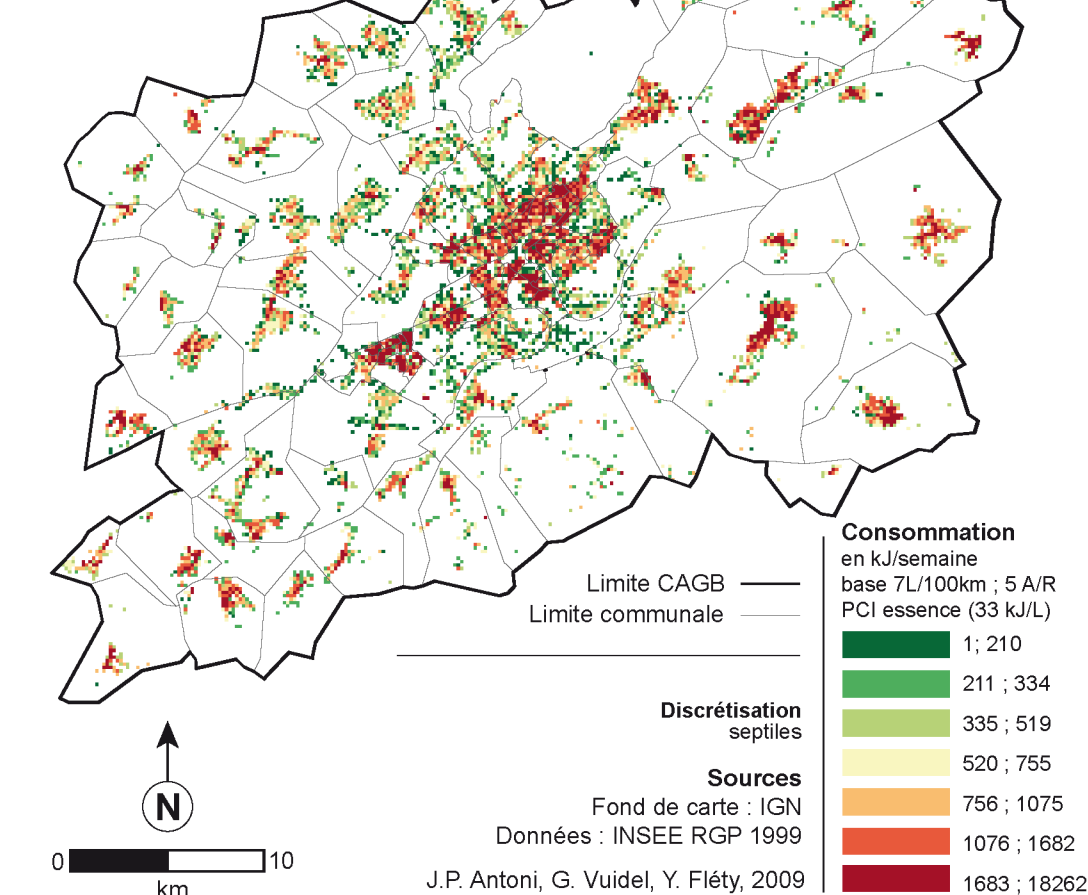 Consommation
en kJ/semaine
base 7L/100km ; 5 A/R
PCI essence (33 kJ/L)
1; 210
211 ; 334
335 ; 519
520 ; 755
756 ; 1075
1076 ; 1682
1683 ; 18262
Limite CAGB
Limite communale
Discrétisation
septiles
Sources
Fond de carte : IGN
Données : INSEE RGP 1999
J.P. Antoni, G. Vuidel, Y. Fléty, 2009
N
0 10
km